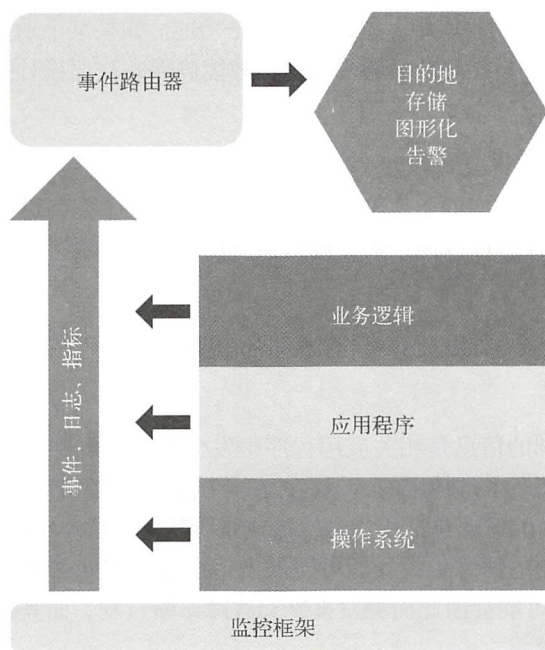 事件路由器
目的地
存储
图形化
告警
事件、日志、指标
业务逻辑
应用程序
操作系统
监控框架